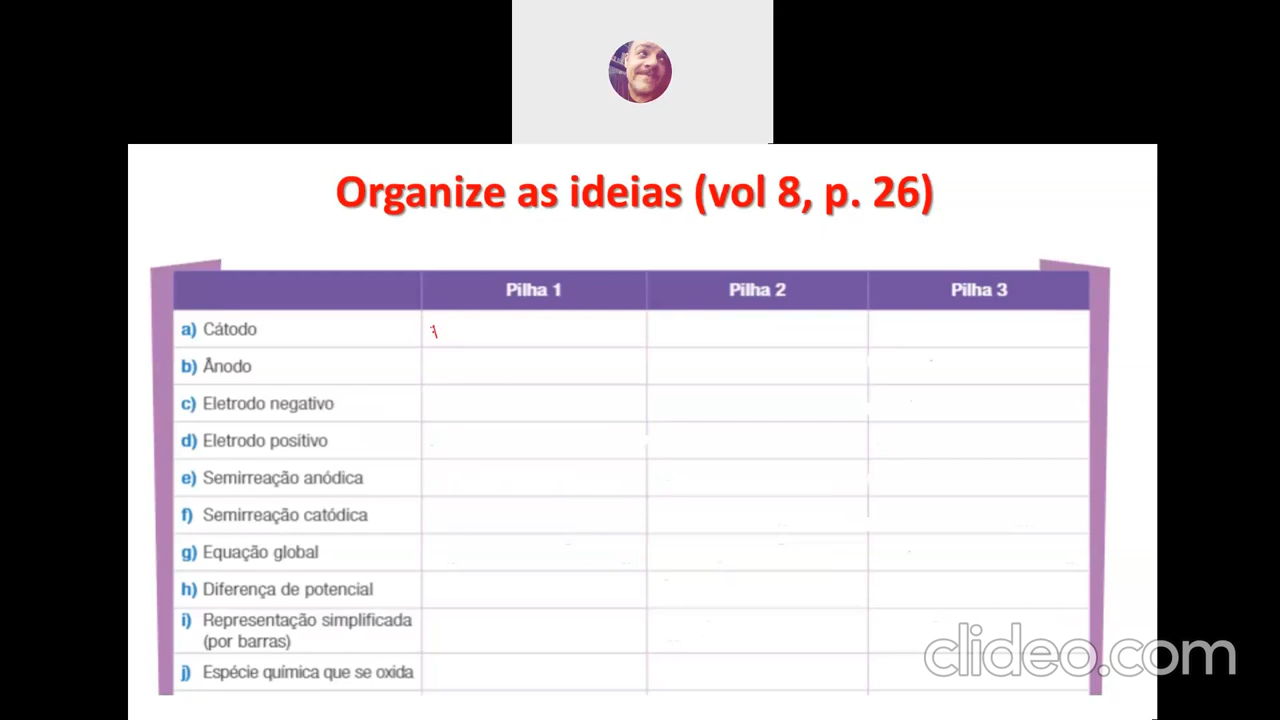 Organize as ideias (vol 8, p. 26)
Pilha 1 Pilha 2 Pilha 3
a) Cátodo
b) Ânodo
c) Eletrodo negativo
d) Eletrodo positivo
e) Semirreação anódica
f) Semirreação catódica
g) Equação global
h) Diferença de potencial
i) Representação simplificada
(por barras)
j) Espécie química que se oxida
clideo.com